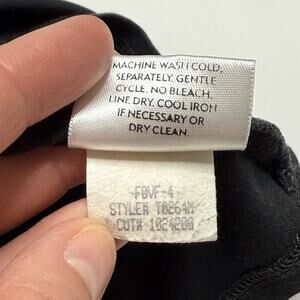 MACHINE WASH COLD,
SEPARATELY. GENTLE
CYCLE. NO BLEACH.
LINE DRY. COOL IRON
IF NECESSARY OR
DRY CLEAN.
FOVF-4
STYLE# T0264M
CUT# 1024200